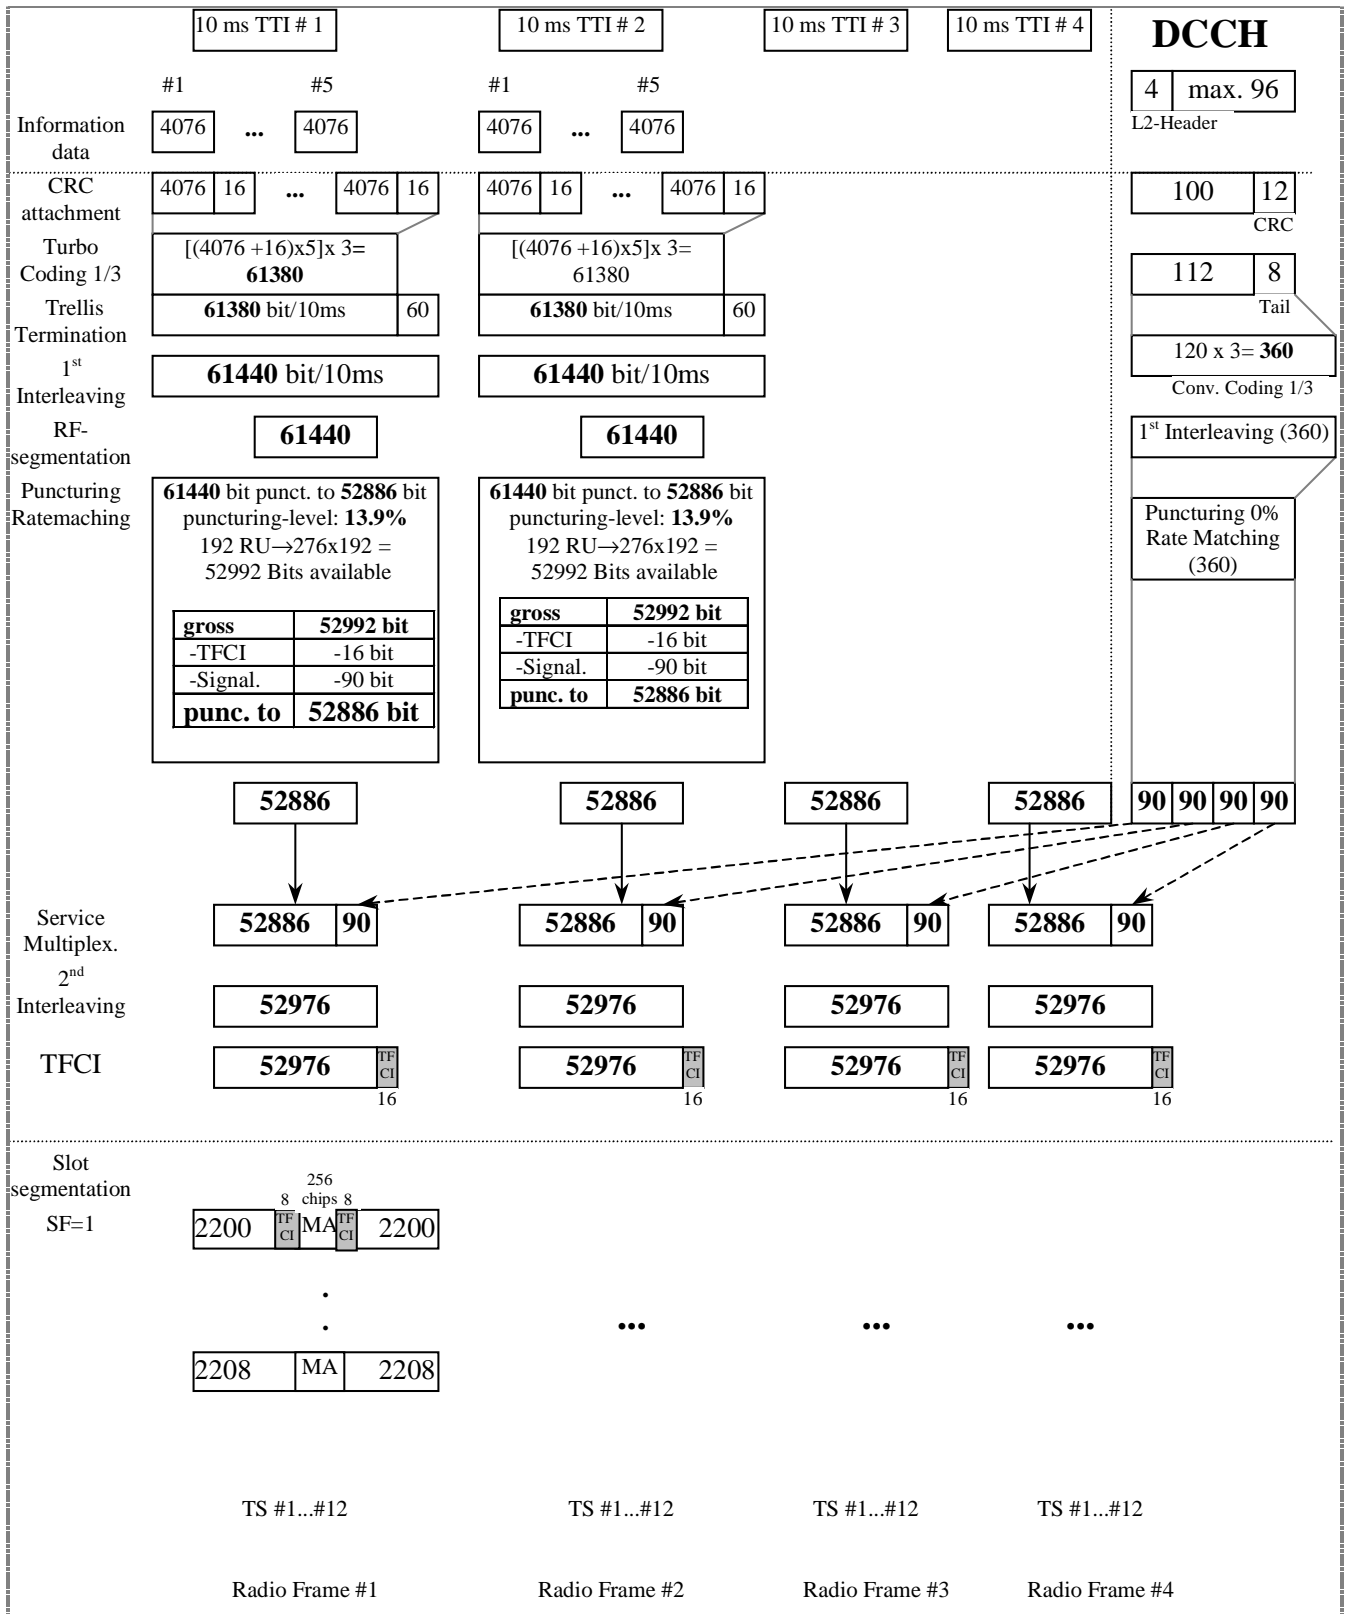 10 ms TTI # 1
10 ms TTI # 2
10 ms TTI # 3
10 ms TTI # 4
DCCH
#1 #5 #1 #5
4 max. 96
L2-Header
Information
data
4076 ... 4076
4076 ... 4076
CRC
attachment
4076 16 ... 4076 16
4076 16 ... 4076 16
100 12
CRC
Turbo
Coding 1/3
[(4076 +16)x5]x 3=
61380
[(4076 +16)x5]x 3=
61380
112 8
Tail
Trellis
Termination
61380 bit/10ms 60
61380 bit/10ms 60
120 x 3= 360
Conv. Coding 1/3
1st
Interleaving
61440 bit/10ms
61440 bit/10ms
RF-
segmentation
61440
61440
1st Interleaving (360)
Puncturing
Ratemaching
61440 bit punct. to 52886 bit
puncturing-level: 13.9%
192 RU→276x192 =
52992 Bits available
gross 52992 bit
-TFCI -16 bit
-Signal. -90 bit
punc. to 52886 bit
61440 bit punct. to 52886 bit
puncturing-level: 13.9%
192 RU→276x192 =
52992 Bits available
gross 52992 bit
-TFCI -16 bit
-Signal. -90 bit
punc. to 52886 bit
Puncturing 0%
Rate Matching
(360)
52886 52886 52886 52886 90 90 90 90
Service
Multiplex.
52886 90 52886 90 52886 90 52886 90
2nd
Interleaving
52976 52976 52976 52976
TFCI
52976 TF CI 52976 TF CI 52976 TF CI 52976 TF CI
16 16 16 16
Slot
segmentation
SF=1
256
8 chips 8
2200 TF CI MA TF CI 2200
.
.
... ... ...
2208 MA 2208
TS #1...#12 TS #1...#12 TS #1...#12 TS #1...#12
Radio Frame #1 Radio Frame #2 Radio Frame #3 Radio Frame #4